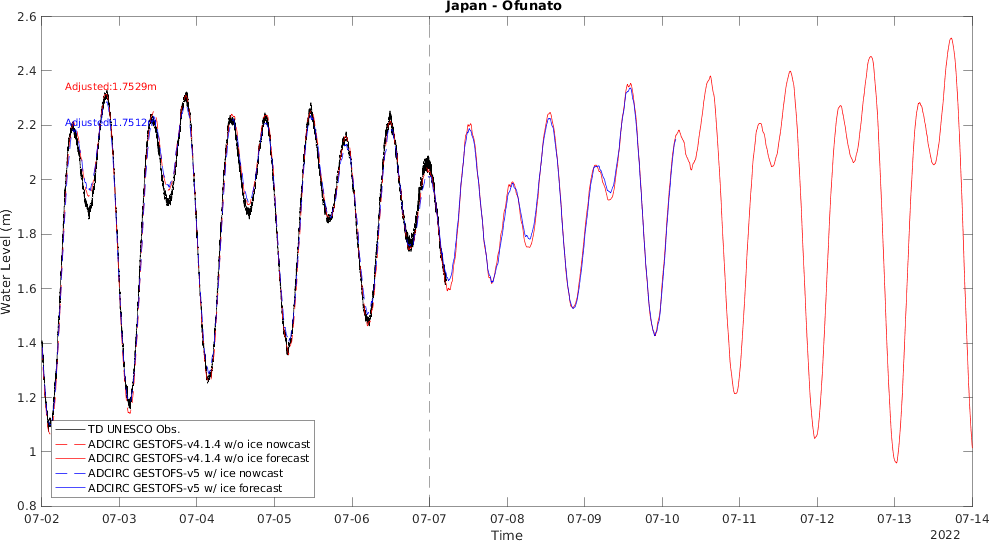 Japan - Ofunato
Water Level (m)
2.6
2.4
2.2
2
1.8
1.6
1.4
1.2
1
0.8
Adjusted:1.7529m
Adjusted:1.7512m
TD UNESCO Obs.
ADCIRC GESTOFS-v4.1.4 w/o ice nowcast
ADCIRC GESTOFS-v4.1.4 w/o ice forecast
ADCIRC GESTOFS-v5 w/ ice nowcast
ADCIRC GESTOFS-v5 w/ ice forecast
07-02 07-03 07-04 07-05 07-06 07-07 07-08 07-09 07-10 07-11 07-12 07-13 07-14
Time
2022